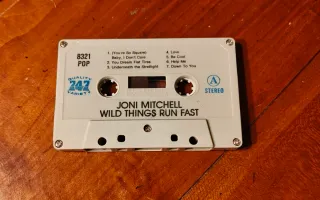 8321
POP
1. (You're So Square)
Baby, I Don't Care
2. You Dream Flat Tires
3. Underneath the Streetlight
4. Love
5. Be Cool
6. Help Me
7. Down To You
QUALITY
747
A
STEREO
JONI MITCHELL
WILD THINGS RUN FAST